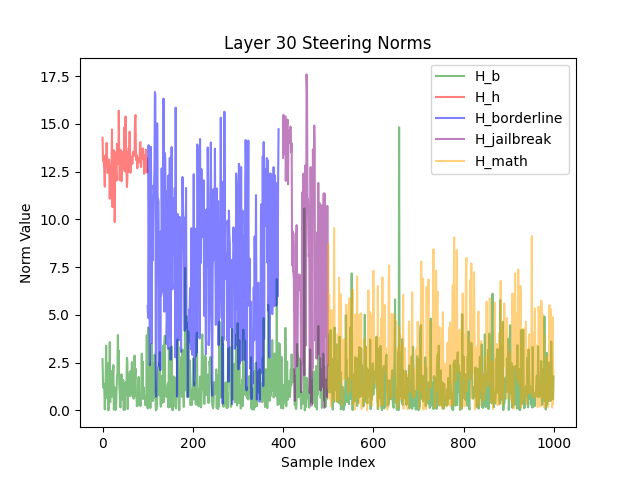 Layer 30 Steering Norms
Norm Value
17.5
15.0
12.5
10.0
7.5
5.0
2.5
0.0
H_b
H_h
H_borderline
H_jailbreak
H_math
0 200 400 600 800 1000
Sample Index